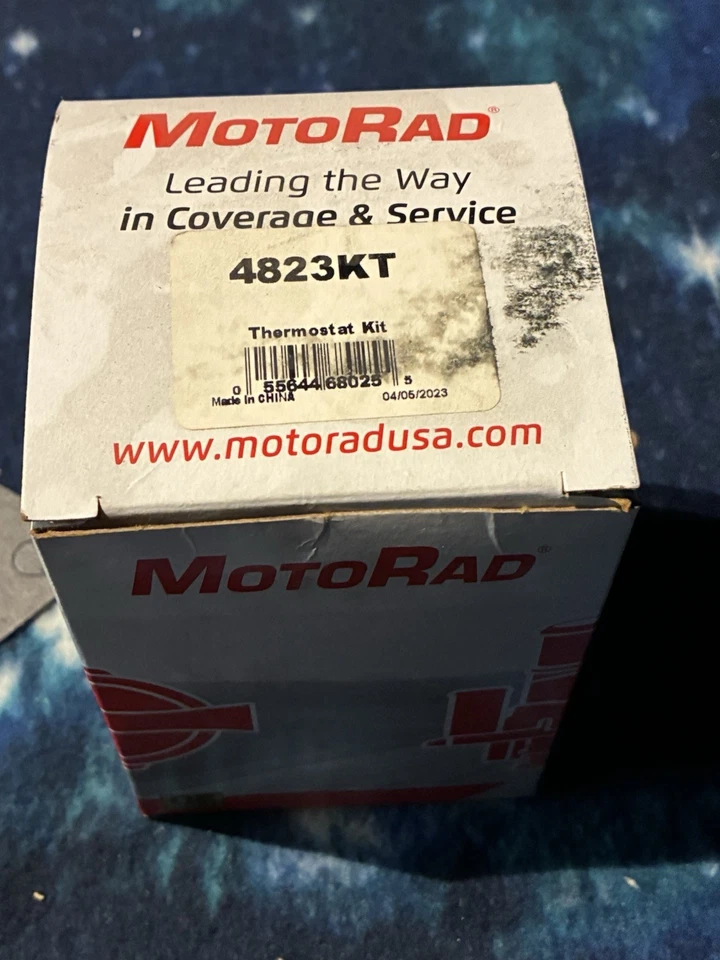 MOTORAD®
Leading the Way
in Coverage & Service
4823KT
Thermostat Kit
0 55644 68025 5
Made In CHINA 04/05/2023
www.motoradusa.com
MOTORAD®